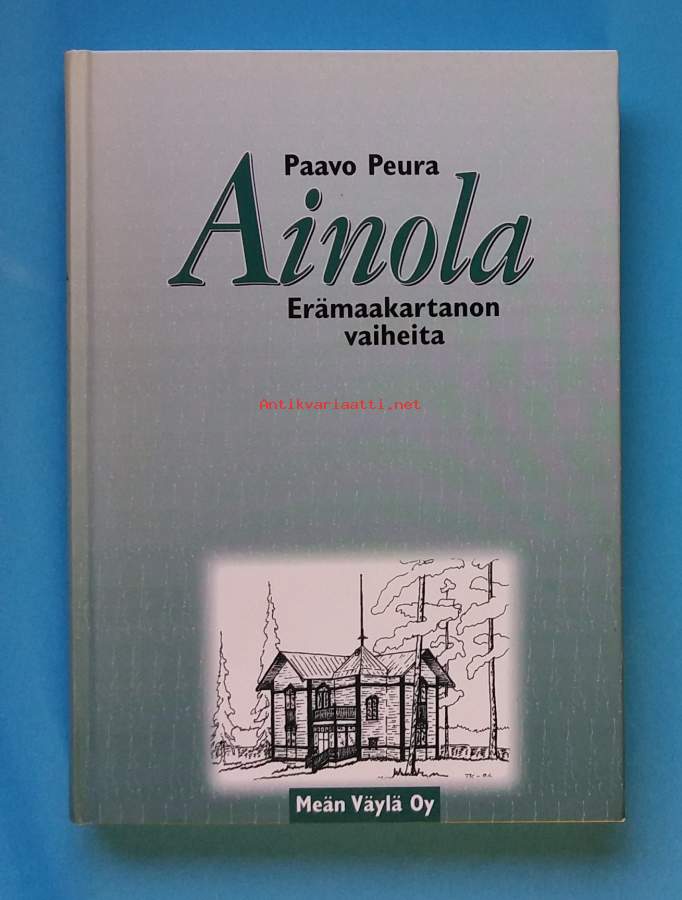 Paavo Peura
Ainola
Erämaakartanon
vaiheita
Antikvariaatti.net
Meän Väylä Oy